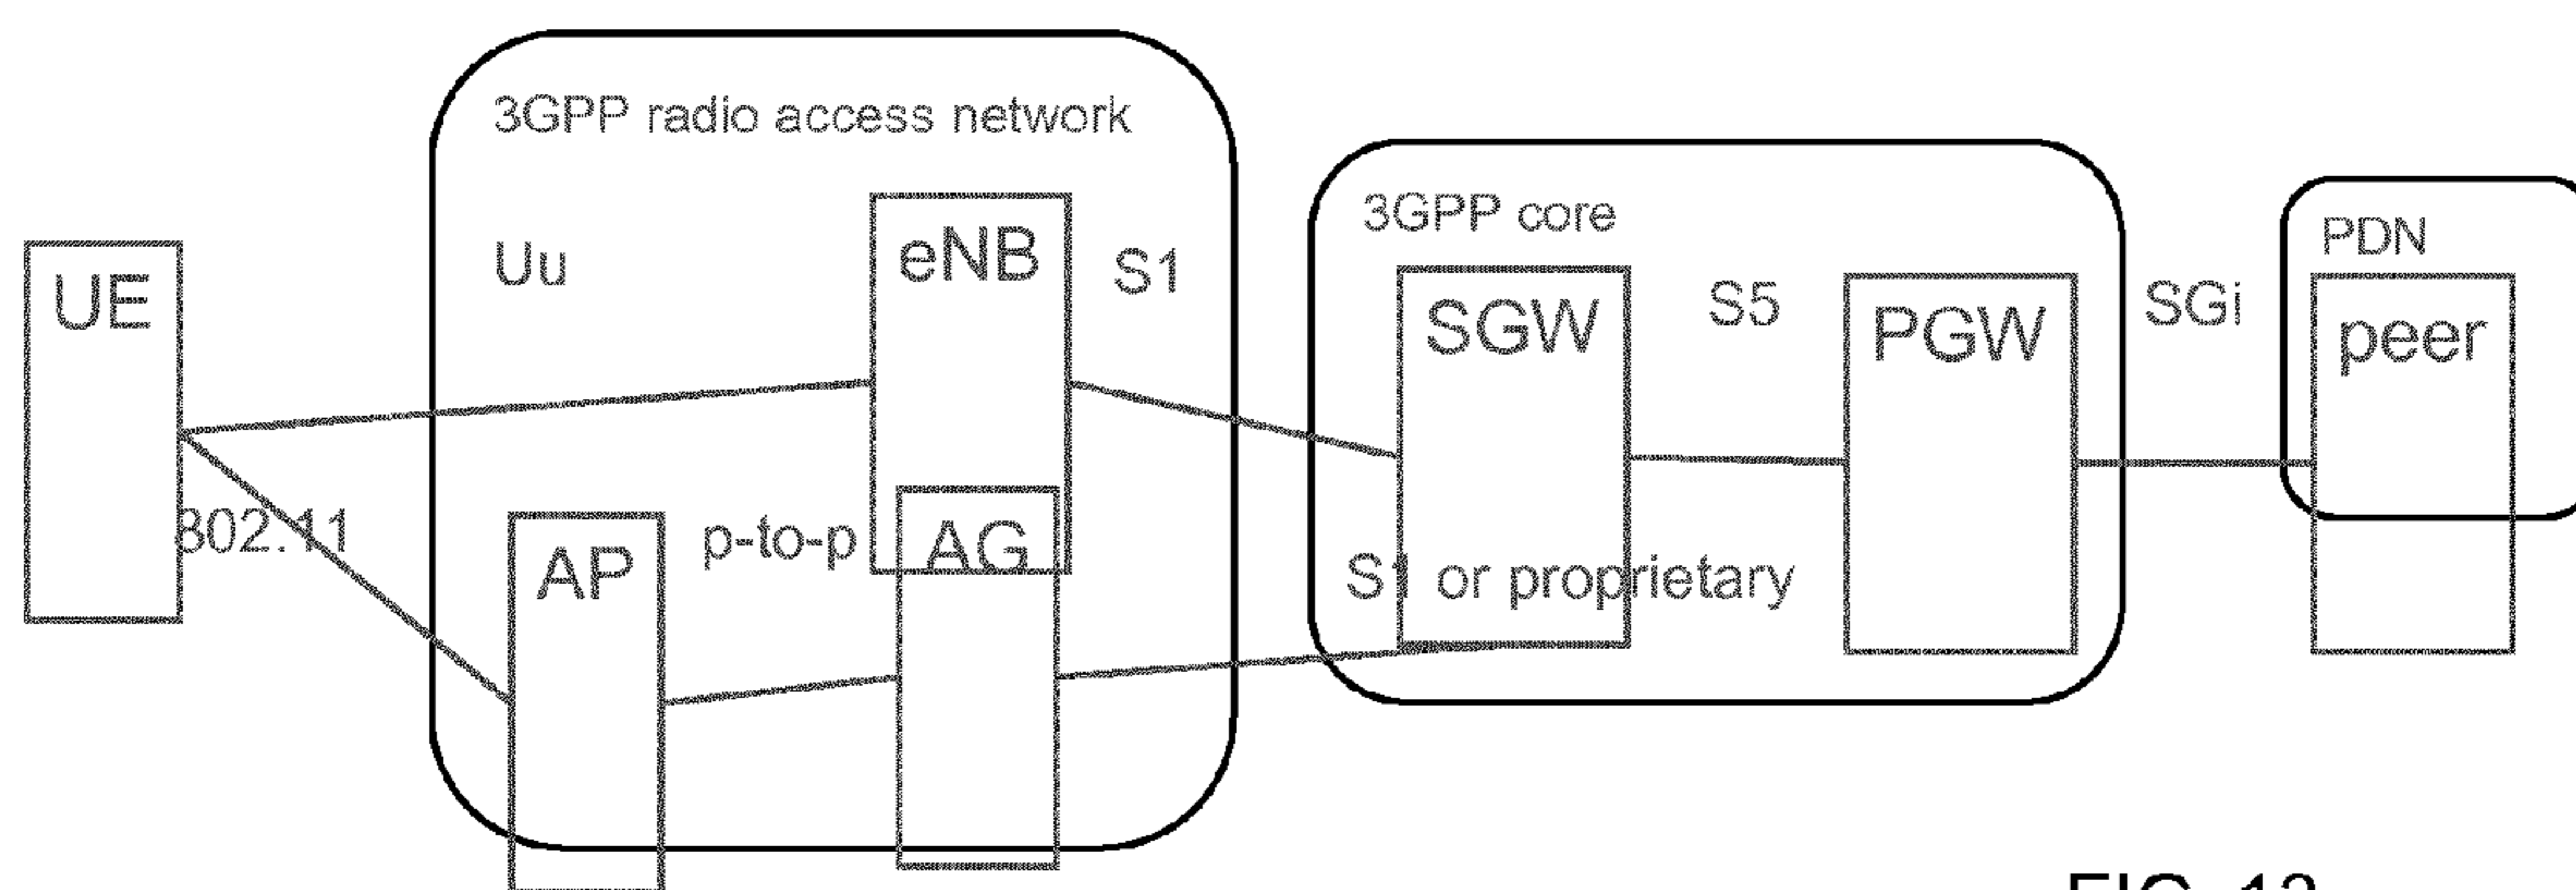 3GPP radio access network
3GPP core
PDN
UE
Uu
eNB
S1
SGW
S5
PGW
SGi
peer
802.11
AP
p-to-p
AG
S1 or proprietary